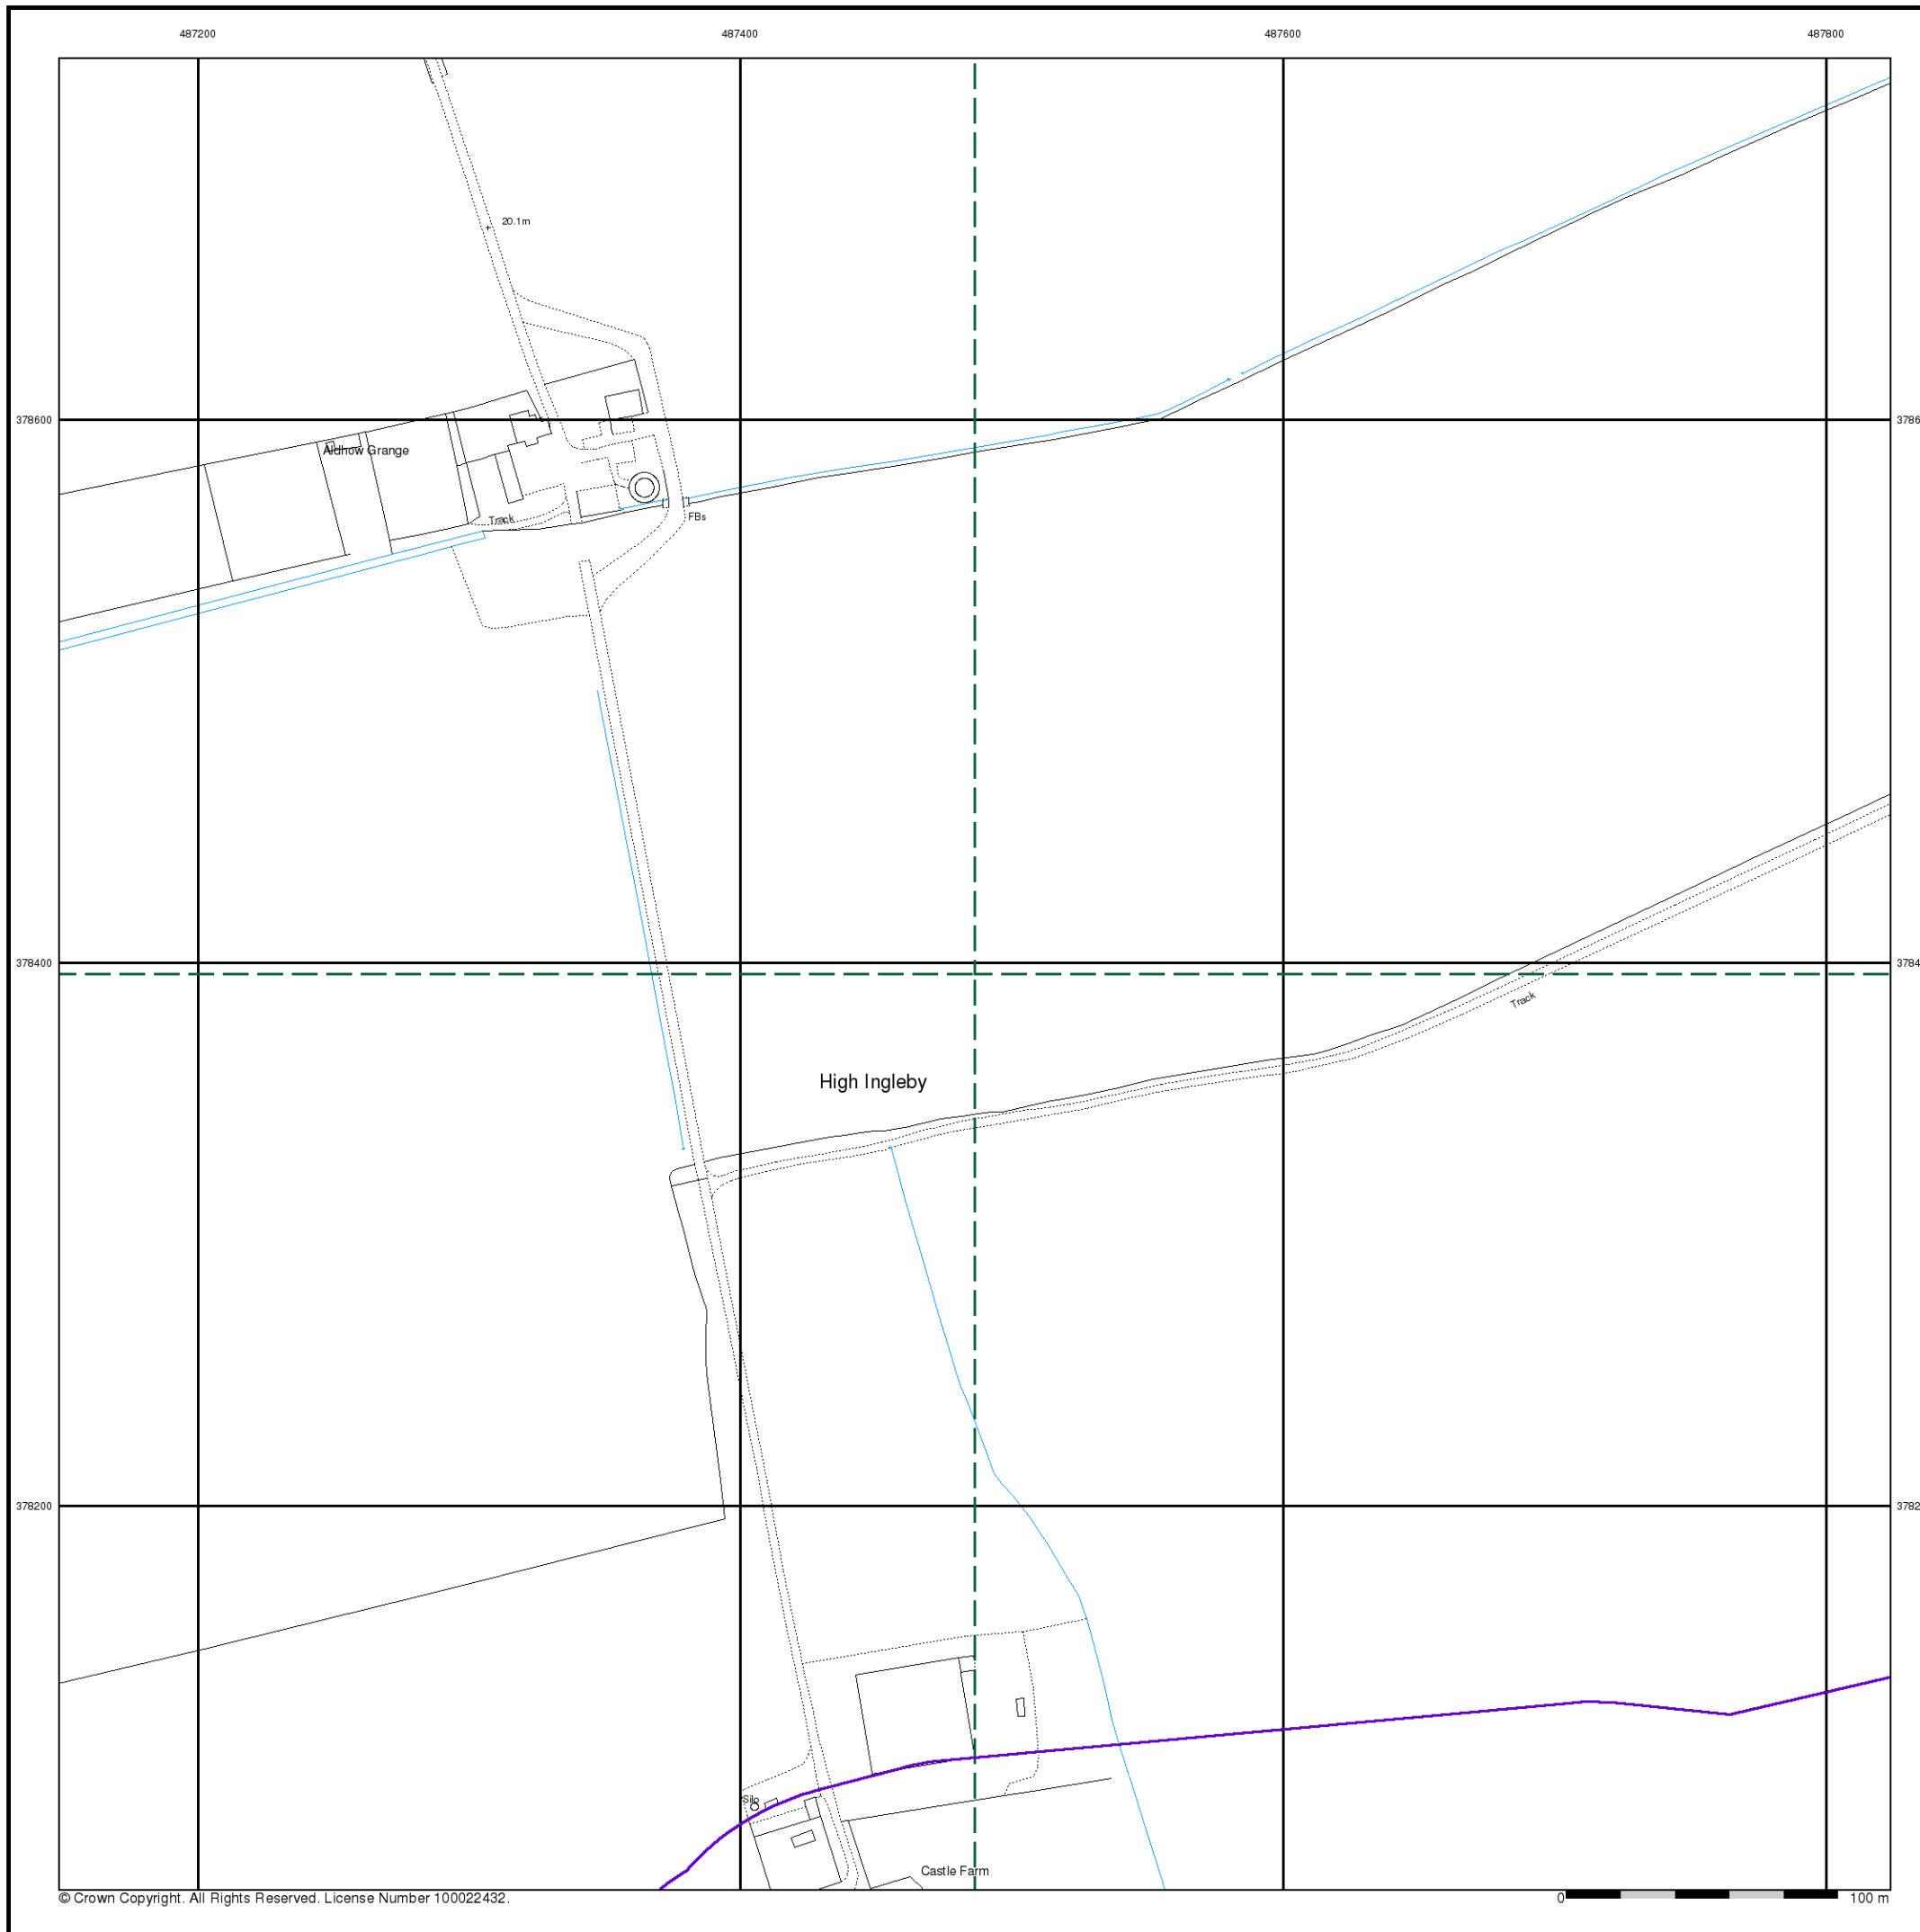 487200 487400 487600 487800
20.1m
378600 3786
Aldhow Grange
Track
FBs
378400 3784
Track
High Ingleby
378200 3782
Silo
Castle Farm
© Crown Copyright. All Rights Reserved. License Number 100022432.
0 100 m